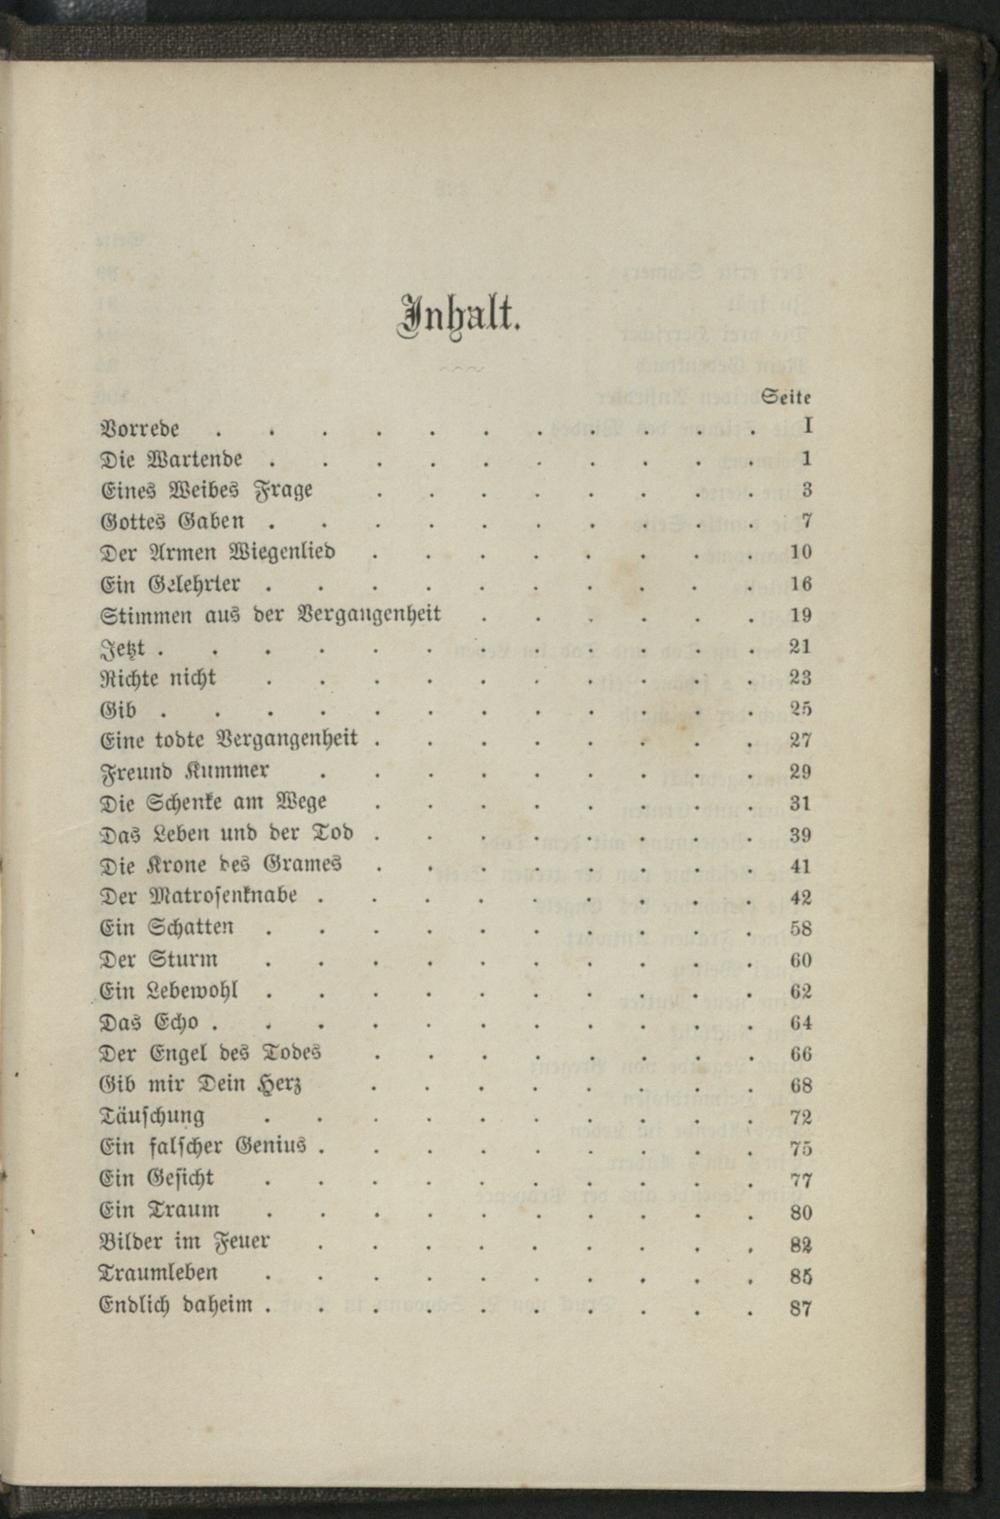 Inhalt.
Seite
Vorrede . . . . . . . . . . . I
Die Wartende . . . . . . . . . . 1
Eines Weibes Frage . . . . . . . . 3
Gottes Gaben . . . . . . . . . . 7
Der Armen Wiegenlied . . . . . . . . 10
Ein Gelehrter . . . . . . . . . . 16
Stimmen aus der Vergangenheit . . . . . . 19
Jetzt . . . . . . . . . . . . 21
Richte nicht . . . . . . . . . . 23
Gib . . . . . . . . . . . . 25
Eine todte Vergangenheit . . . . . . . . 27
Freund Kummer . . . . . . . . . 29
Die Schenke am Wege . . . . . . . . 31
Das Leben und der Tod . . . . . . . . 39
Die Krone des Grames . . . . . . . . 41
Der Matrosenknabe . . . . . . . . . 42
Ein Schatten . . . . . . . . . . 58
Der Sturm . . . . . . . . . . 60
Ein Lebewohl . . . . . . . . . . 62
Das Echo . . . . . . . . . . . 64
Der Engel des Todes . . . . . . . . 66
Gib mir Dein Herz . . . . . . . . 68
Täuschung . . . . . . . . . . 72
Ein falscher Genius . . . . . . . . . 75
Ein Gesicht . . . . . . . . . . 77
Ein Traum . . . . . . . . . . 80
Bilder im Feuer . . . . . . . . . 82
Traumleben . . . . . . . . . . 85
Endlich daheim . . . . . . . . . . 87